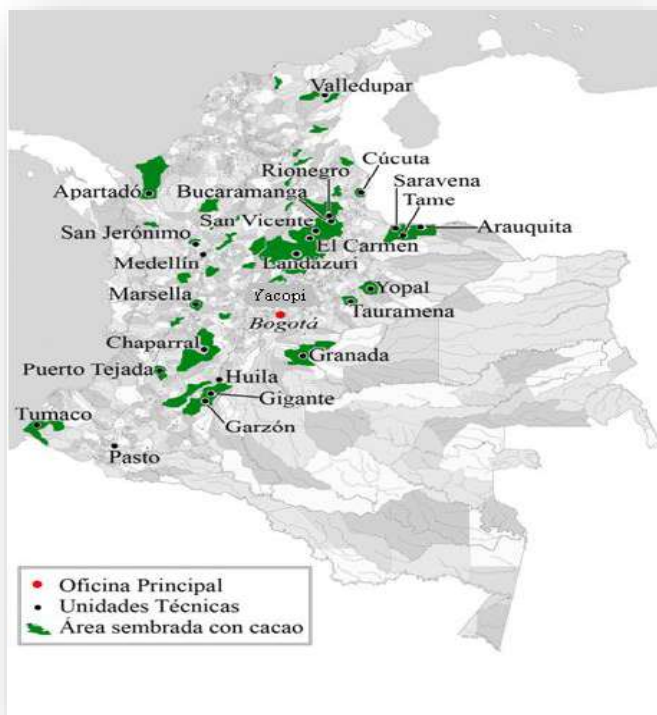 Valledupar
Cúcuta
Rionegro
Saravena
Bucaramanga
Tame
Apartadó
San Vicente
Arauquita
San Jerónimo
El Carmen
Medellín
Landazuri
Yacopi
Yopal
Marsella
Tauramena
Bogotá
Chaparral
Granada
Puerto Tejada
Huila
Gigante
Tumaco
Garzón
Pasto
Oficina Principal
Unidades Técnicas
Área sembrada con cacao